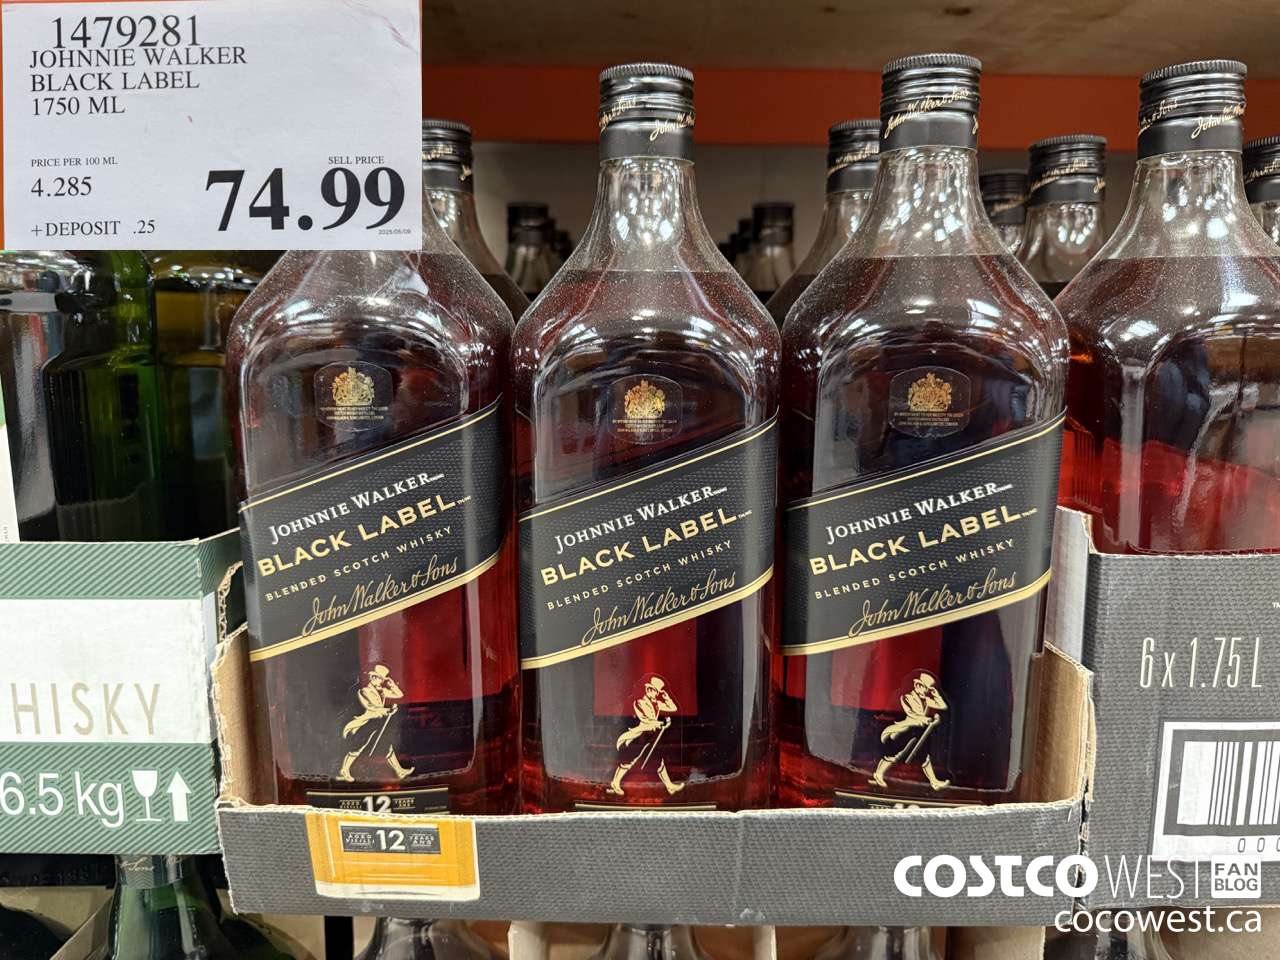 1479281
JOHNNIE WALKER
BLACK LABEL
1750 ML
PRICE PER 100 ML
4.285
SELL PRICE
74.99
+DEPOSIT .25
JOHNNIE WALKER
BLACK LABEL
BLENDED SCOTCH WHISKY
John Walker & Sons
JOHNNIE WALKER
BLACK LABEL
BLENDED SCOTCH WHISKY
John Walker & Sons
JOHNNIE WALKER
BLACK LABEL
BLENDED SCOTCH WHISKY
John Walker & Sons
12
12
HISKY
6.5 kg
6 x 1.75 L
COSTCO WEST FAN BLOG
cocowest.ca